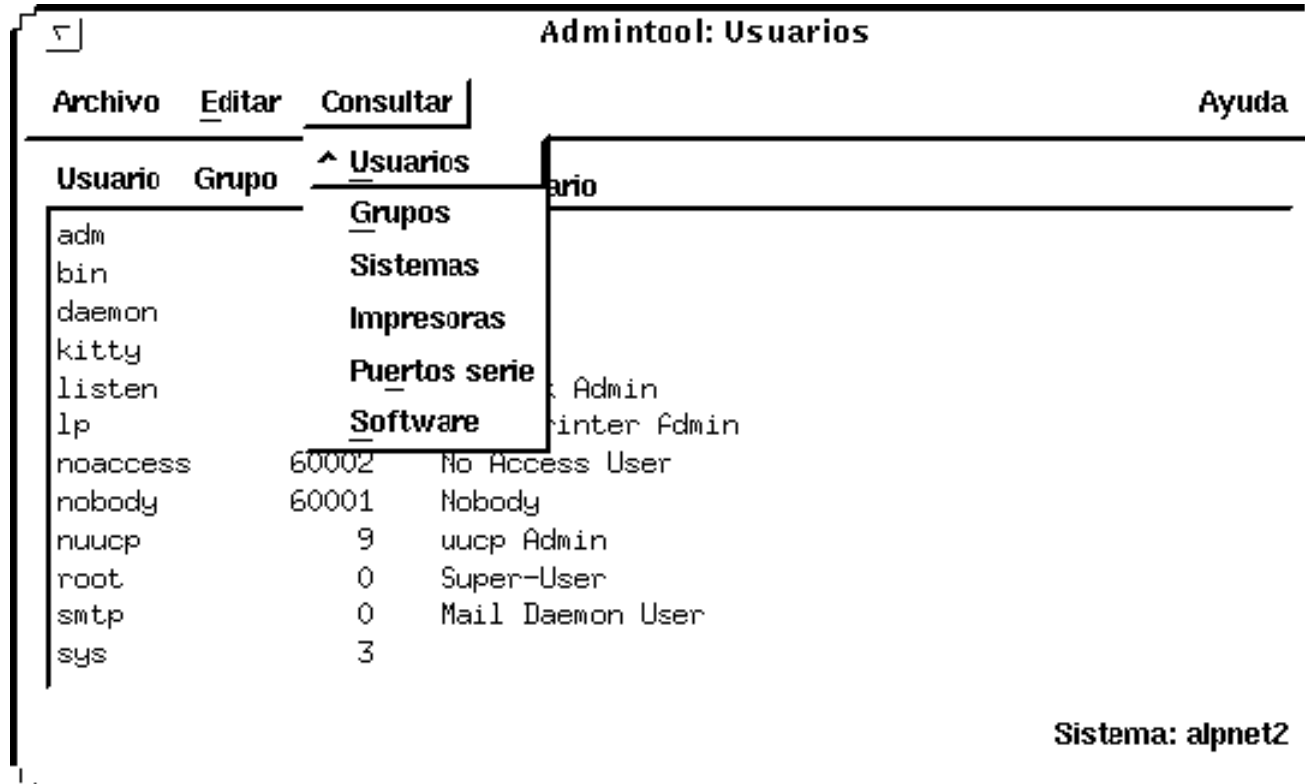 Admintool: Usuarios
Archivo Editar Consultar Ayuda
Usuarios
Grupos
Sistemas
Impresoras
Puertos serie
Software
Usuario Grupo ario
adm
bin
daemon
kitty
listen Admin
lp inter Admin
noaccess 60002 No Access User
nobody 60001 Nobody
nuucp 9 uucp Admin
root 0 Super-User
smtp 0 Mail Daemon User
sys 3
Sistema: alpnet2